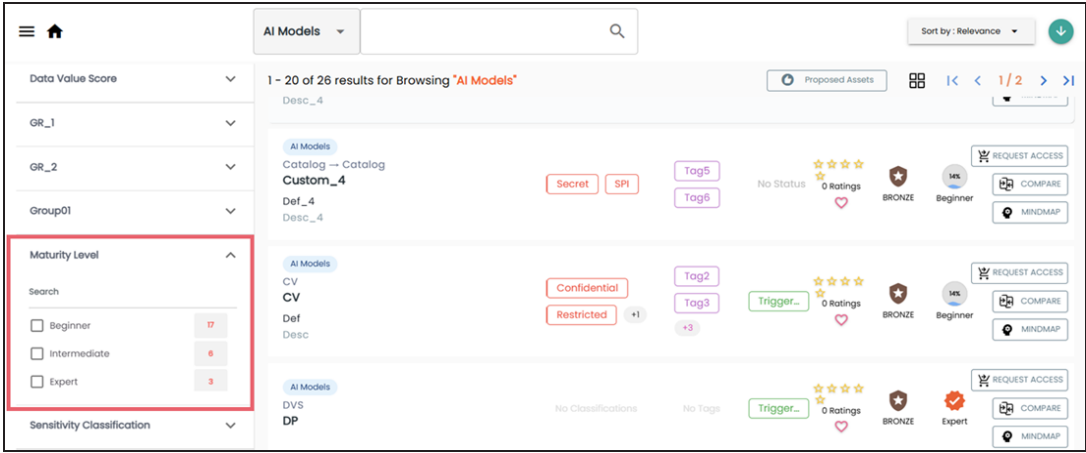 AI Models
Sort by : Relevance
Data Value Score
GR_1
GR_2
Group01
Maturity Level
Search
Beginner 17
Intermediate 6
Expert 3
Sensitivity Classification
1 - 20 of 26 results for Browsing "AI Models"
Proposed Assets
1 / 2
Desc_4
AI Models
Catalog → Catalog
Custom_4
Def_4
Desc_4
Secret SPI
Tag5
Tag6
No Status
0 Ratings
BRONZE
14%
Beginner
REQUEST ACCESS
COMPARE
MINDMAP
AI Models
CV
CV
Def
Desc
Confidential
Restricted +1
Tag2
Tag3
+3
Trigger...
0 Ratings
BRONZE
14%
Beginner
REQUEST ACCESS
COMPARE
MINDMAP
AI Models
DVS
DP
No Classifications
No Tags
Trigger...
0 Ratings
BRONZE
Expert
REQUEST ACCESS
COMPARE
MINDMAP